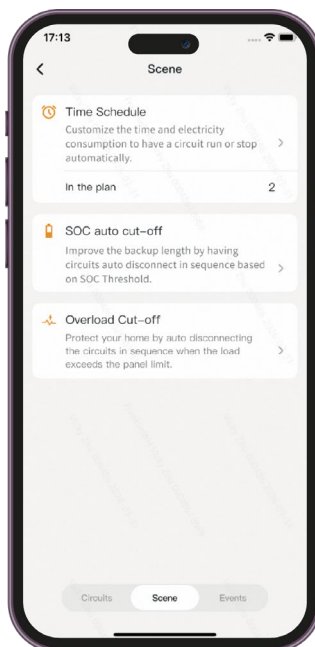 17:13
Scene
Time Schedule
Customize the time and electricity
consumption to have a circuit run or stop
automatically.
In the plan 2
SOC auto cut-off
Improve the backup length by having
circuits auto disconnect in sequence based
on SOC Threshold.
Overload Cut-off
Protect your home by auto disconnecting
the circuits in sequence when the load
exceeds the panel limit.
Circuits Scene Events